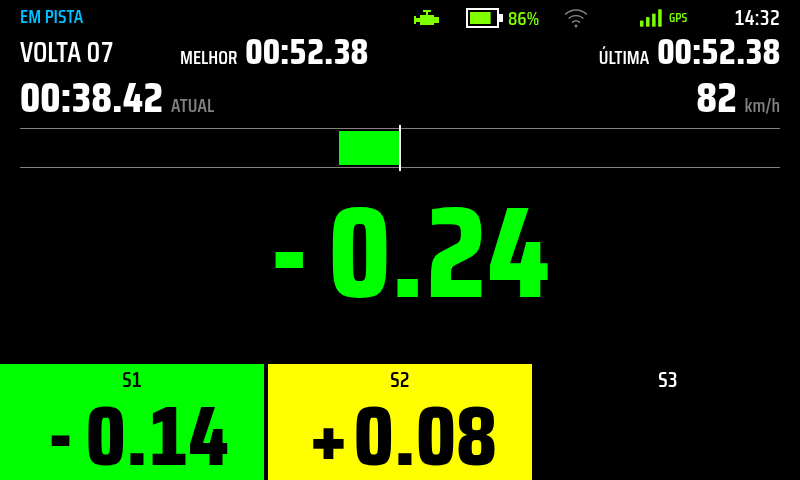 EM PISTA 86% GPS 14:32
VOLTA 07 MELHOR 00:52.38 ÚLTIMA 00:52.38
00:38.42 ATUAL 82 km/h
- 0.24
S1 S2 S3
- 0.14 +0.08